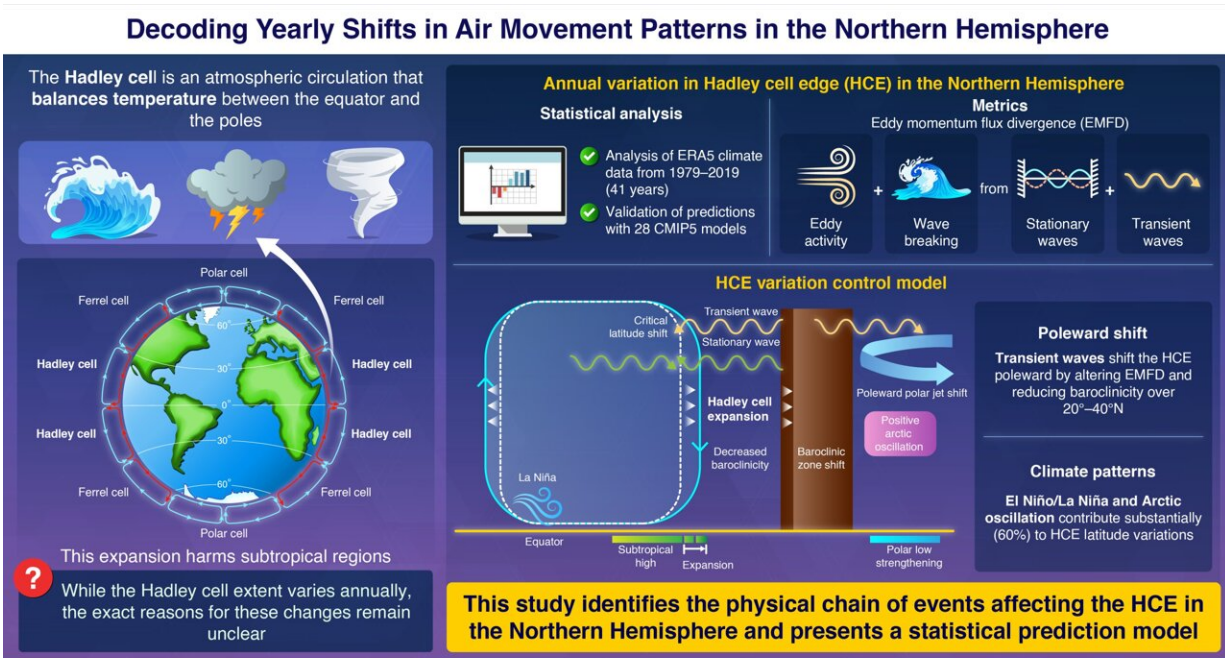 Decoding Yearly Shifts in Air Movement Patterns in the Northern Hemisphere
The Hadley cell is an atmospheric circulation that
balances temperature between the equator and
the poles
Polar cell
Ferrel cell
Ferrel cell
60°
Hadley cell
Hadley cell
30°
0°
Hadley cell
Hadley cell
30°
Ferrel cell
Ferrel cell
60°
Polar cell
This expansion harms subtropical regions
?
While the Hadley cell extent varies annually,
the exact reasons for these changes remain
unclear
Annual variation in Hadley cell edge (HCE) in the Northern Hemisphere
Statistical analysis
Analysis of ERA5 climate
data from 1979–2019
(41 years)
Validation of predictions
with 28 CMIP5 models
Metrics
Eddy momentum flux divergence (EMFD)
Eddy
activity
+
Wave
breaking
from
Stationary
waves
+
Transient
waves
HCE variation control model
Critical
latitude shift
Transient wave
Stationary wave
Hadley cell
expansion
Decreased
baroclinicity
Baroclinic
zone shift
Poleward polar jet shift
Positive
arctic
oscillation
La Niña
Equator
Subtropical
high
Expansion
Polar low
strengthening
Poleward shift
Transient waves shift the HCE
poleward by altering EMFD and
reducing baroclinicity over
20°–40°N
Climate patterns
El Niño/La Niña and Arctic
oscillation contribute substantially
(60%) to HCE latitude variations
This study identifies the physical chain of events affecting the HCE in
the Northern Hemisphere and presents a statistical prediction model